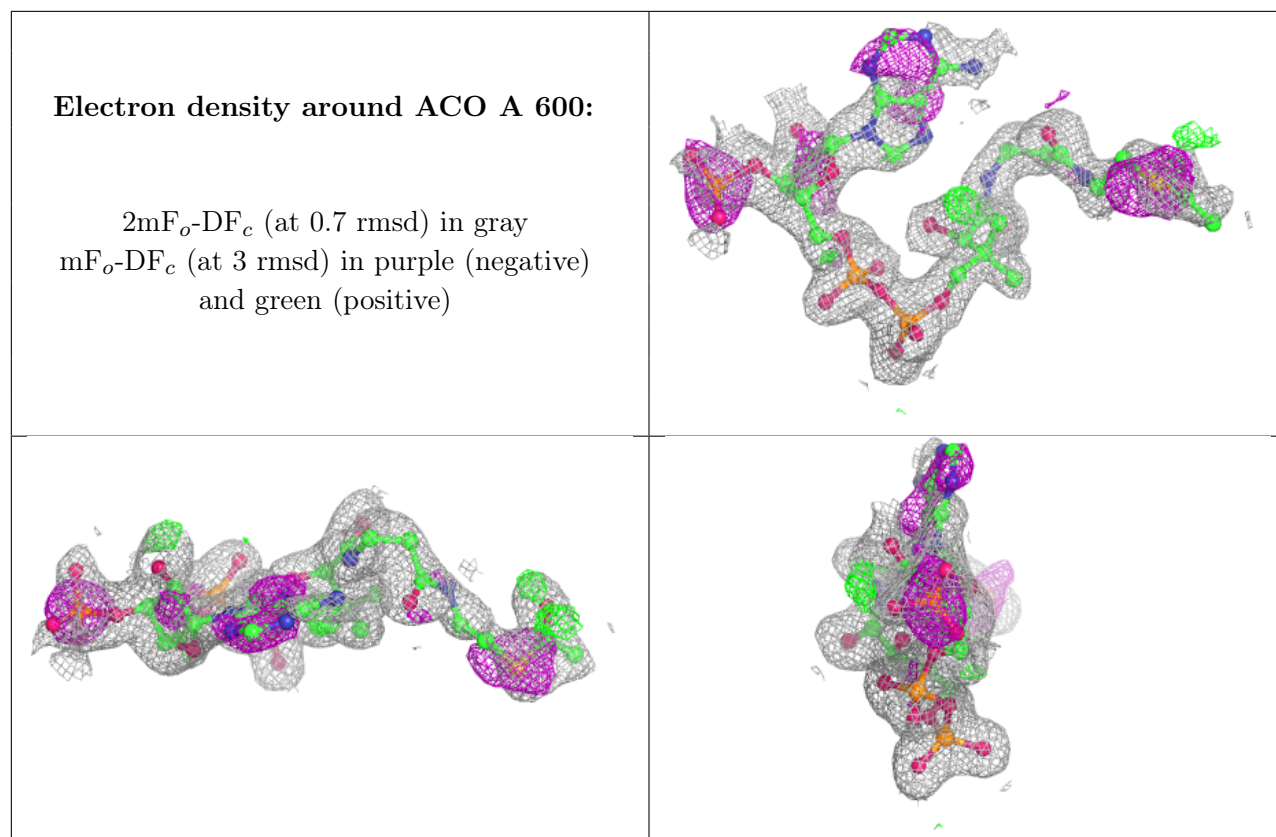 Electron density around ACO A 600:
2mFo-DFc (at 0.7 rmsd) in gray
mFo-DFc (at 3 rmsd) in purple (negative)
and green (positive)